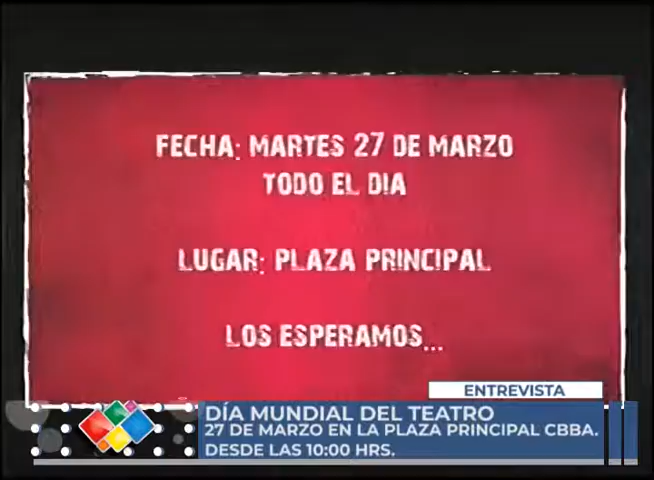 FECHA: MARTES 27 DE MARZO
TODO EL DIA
LUGAR: PLAZA PRINCIPAL
LOS ESPERAMOS...
ENTREVISTA
DÍA MUNDIAL DEL TEATRO
27 DE MARZO EN LA PLAZA PRINCIPAL CBBA.
DESDE LAS 10:00 HRS.